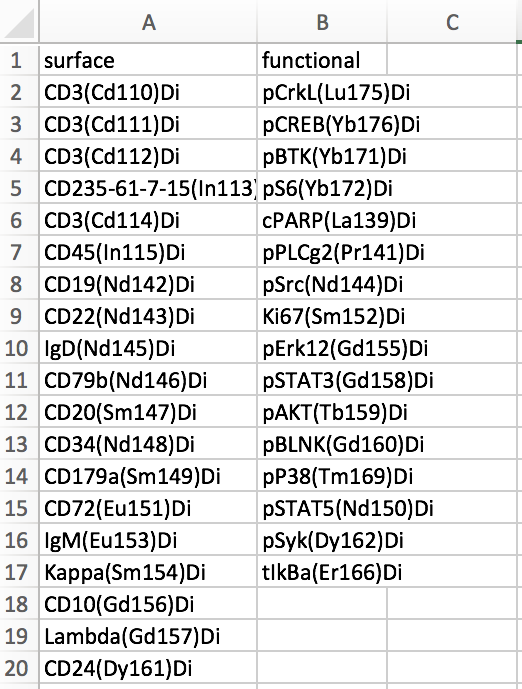 A B C
1 surface functional
2 CD3(Cd110)Di pCrkL(Lu175)Di
3 CD3(Cd111)Di pCREB(Yb176)Di
4 CD3(Cd112)Di pBTK(Yb171)Di
5 CD235-61-7-15(In113) pS6(Yb172)Di
6 CD3(Cd114)Di cPARP(La139)Di
7 CD45(In115)Di pPLCg2(Pr141)Di
8 CD19(Nd142)Di pSrc(Nd144)Di
9 CD22(Nd143)Di Ki67(Sm152)Di
10 IgD(Nd145)Di pErk12(Gd155)Di
11 CD79b(Nd146)Di pSTAT3(Gd158)Di
12 CD20(Sm147)Di pAKT(Tb159)Di
13 CD34(Nd148)Di pBLNK(Gd160)Di
14 CD179a(Sm149)Di pP38(Tm169)Di
15 CD72(Eu151)Di pSTAT5(Nd150)Di
16 IgM(Eu153)Di pSyk(Dy162)Di
17 Kappa(Sm154)Di tIkBa(Er166)Di
18 CD10(Gd156)Di
19 Lambda(Gd157)Di
20 CD24(Dy161)Di